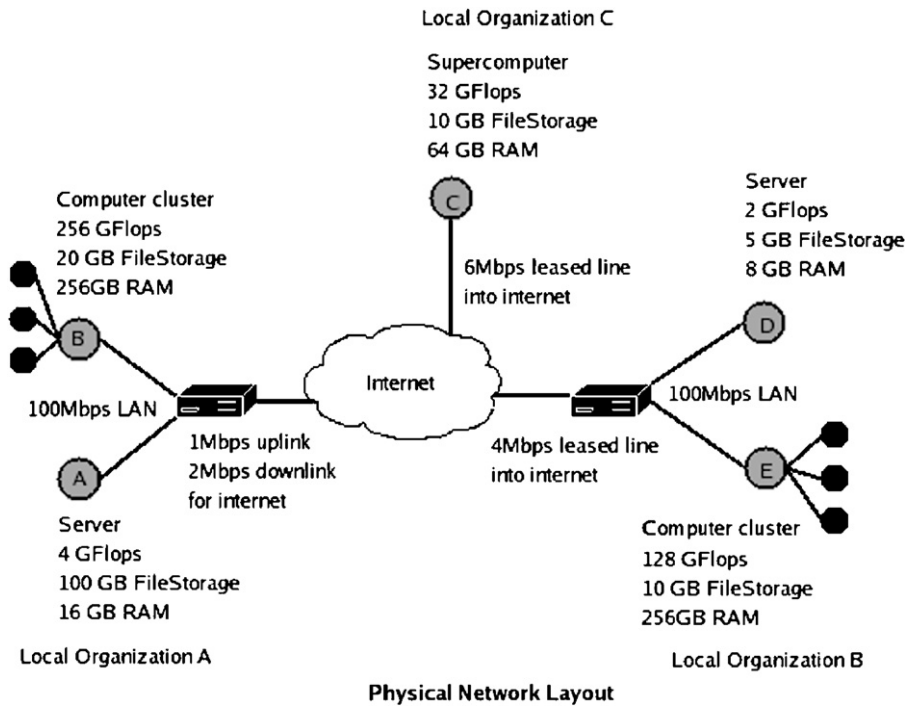 Local Organization C
Supercomputer
32 GFlops
10 GB FileStorage
64 GB RAM
C
6Mbps leased line
into internet
Computer cluster
256 GFlops
20 GB FileStorage
256GB RAM
B
100Mbps LAN
A
Server
4 GFlops
100 GB FileStorage
16 GB RAM
Local Organization A
1Mbps uplink
2Mbps downlink
for internet
Internet
4Mbps leased line
into internet
Server
2 GFlops
5 GB FileStorage
8 GB RAM
D
100Mbps LAN
E
Computer cluster
128 GFlops
10 GB FileStorage
256GB RAM
Local Organization B
Physical Network Layout